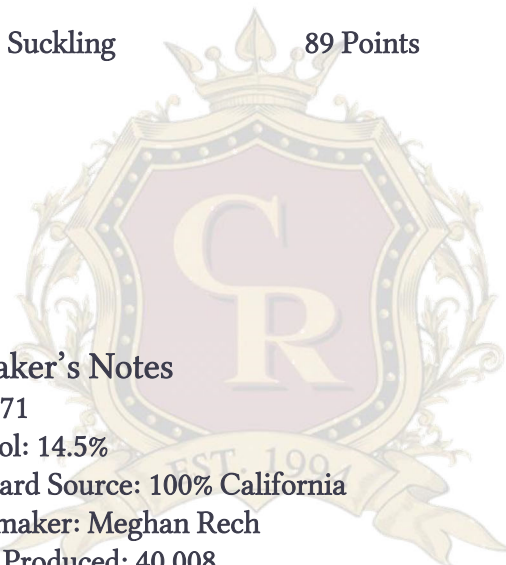 Suckling 89 Points
CR
aker's Notes
71
ol: 14.5%
ard Source: 100% California
EST. 1994
maker: Meghan Rech
Produced: 40,008